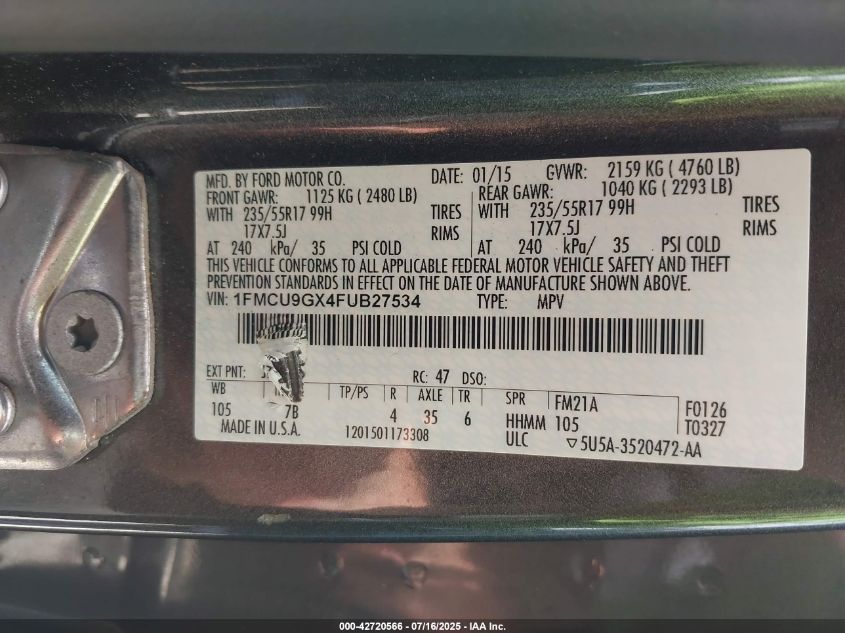 MFD. BY FORD MOTOR CO. DATE: 01/15 GVWR: 2159 KG ( 4760 LB)
FRONT GAWR: 1125 KG ( 2480 LB) REAR GAWR: 1040 KG ( 2293 LB)
WITH 235/55R17 99H TIRES WITH 235/55R17 99H TIRES
17X7.5J RIMS 17X7.5J RIMS
AT 240 kPa/ 35 PSI COLD AT 240 kPa/ 35 PSI COLD
THIS VEHICLE CONFORMS TO ALL APPLICABLE FEDERAL MOTOR VEHICLE SAFETY AND THEFT
PREVENTION STANDARDS IN EFFECT ON THE DATE OF MANUFACTURE SHOWN ABOVE.
VIN: 1FMCU9GX4FUB27534 TYPE: MPV
EXT PNT: RC: 47 DSO:
WB TP/PS R AXLE TR SPR FM21A F0126
105 7B 4 35 6 HHMM 105 T0327
MADE IN U.S.A. 1201501173308 ULC ▽5U5A-3520472-AA
000-42720566 - 07/16/2025 - IAA Inc.